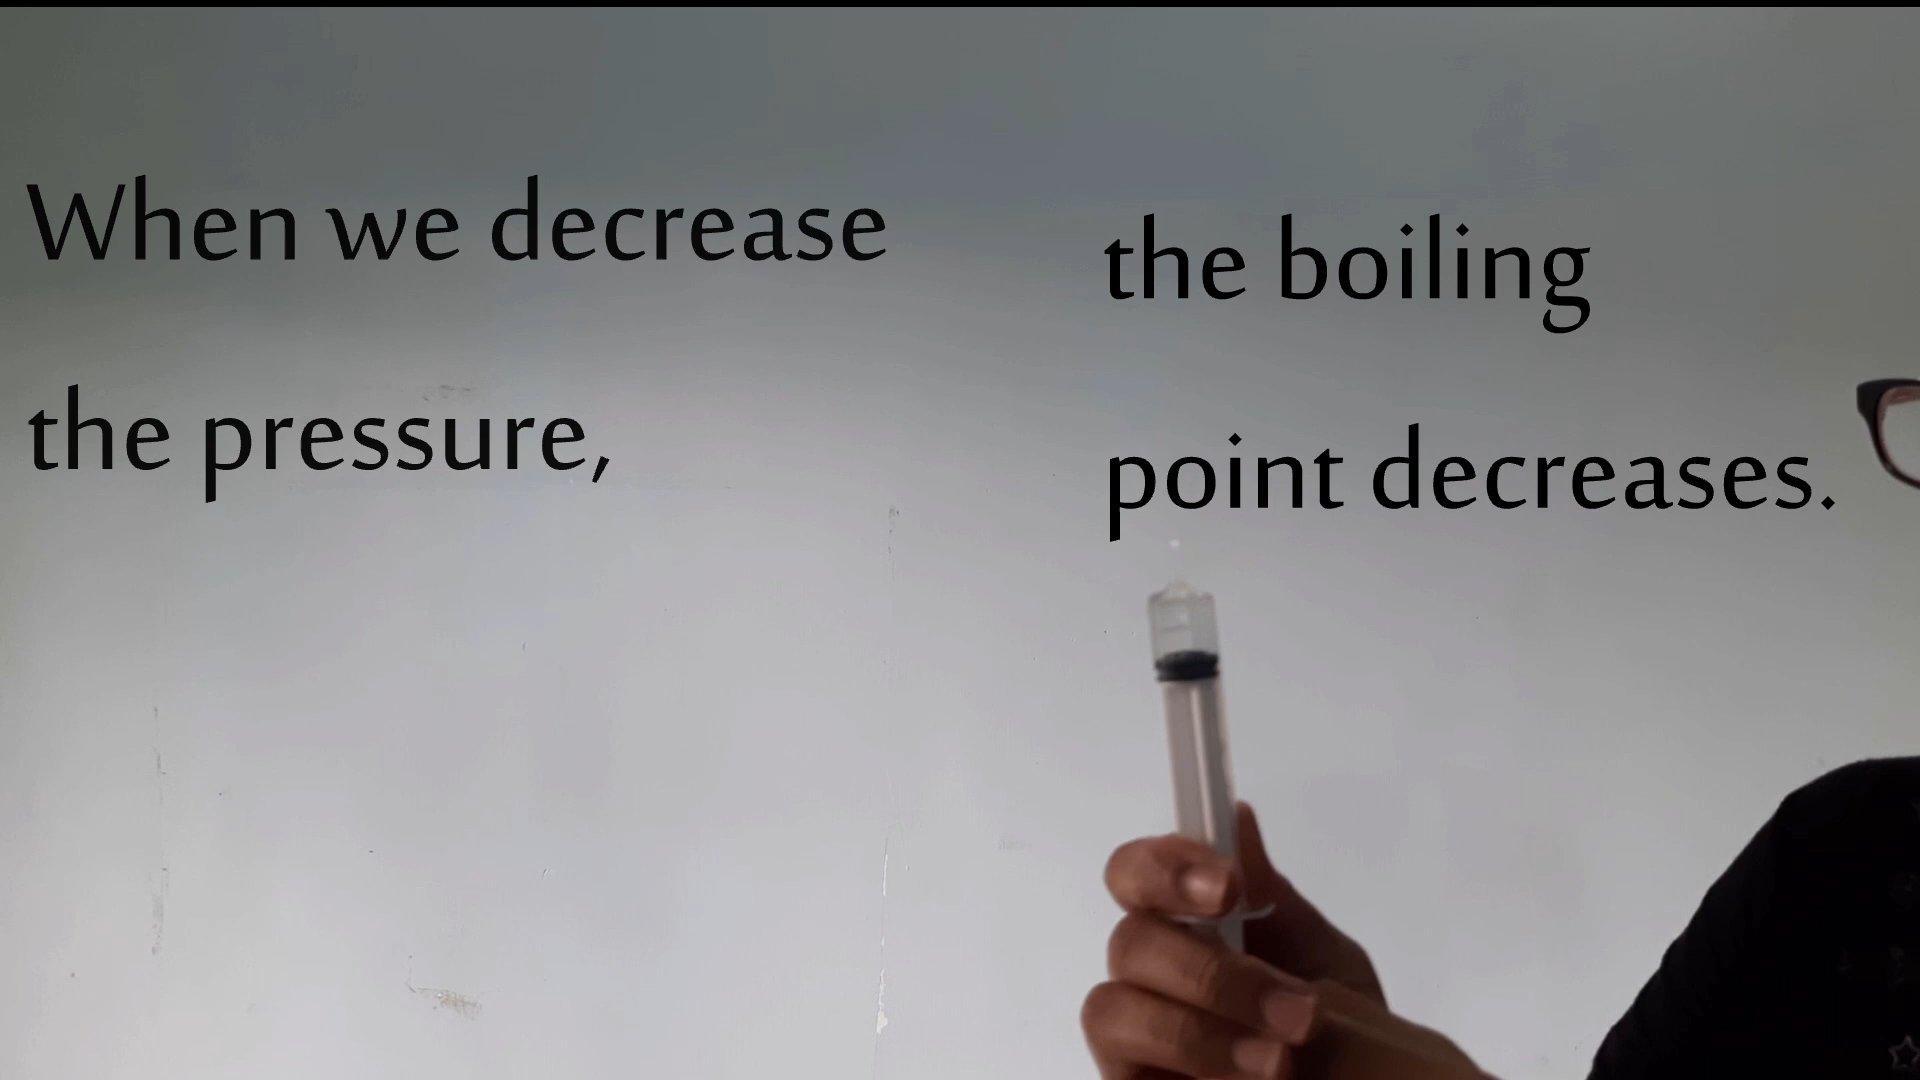 When we decrease
the pressure,
the boiling
point decreases.